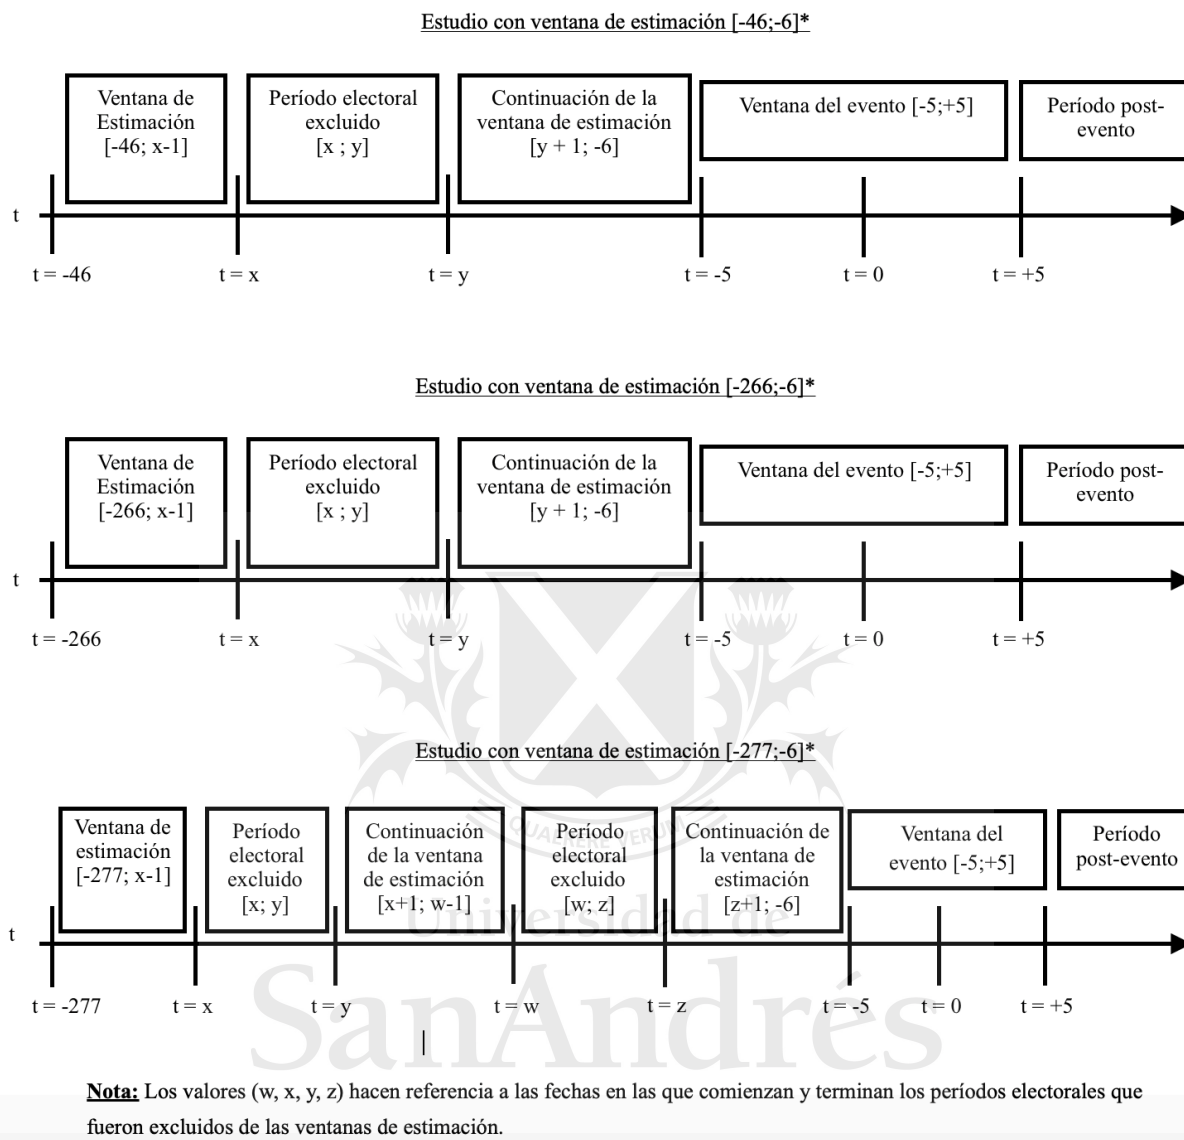 Estudio con ventana de estimación [-46;-6]*
Ventana de
Estimación
[-46; x-1]
Período electoral
excluido
[x ; y]
Continuación de la
ventana de estimación
[y + 1; -6]
Ventana del evento [-5;+5]
Período post-
evento
t
t = -46
t = x
t = y
t = -5
t = 0
t = +5
Estudio con ventana de estimación [-266;-6]*
Ventana de
Estimación
[-266; x-1]
Período electoral
excluido
[x ; y]
Continuación de la
ventana de estimación
[y + 1; -6]
Ventana del evento [-5;+5]
Período post-
evento
t
t = -266
t = x
t = y
t = -5
t = 0
t = +5
Estudio con ventana de estimación [-277;-6]*
Ventana de
estimación
[-277; x-1]
Período
electoral
excluido
[x; y]
Continuación
de la ventana
de estimación
[x+1; w-1]
Período
electoral
excluido
[w; z]
Continuación de
la ventana de
estimación
[z+1; -6]
Ventana del
evento [-5;+5]
Período
post-evento
t
t = -277
t = x
t = y
t = w
t = z
t = -5
t = 0
t = +5
QUAERERE VERUM
Universidad de
SanAndrés
Nota: Los valores (w, x, y, z) hacen referencia a las fechas en las que comienzan y terminan los períodos electorales que
fueron excluidos de las ventanas de estimación.